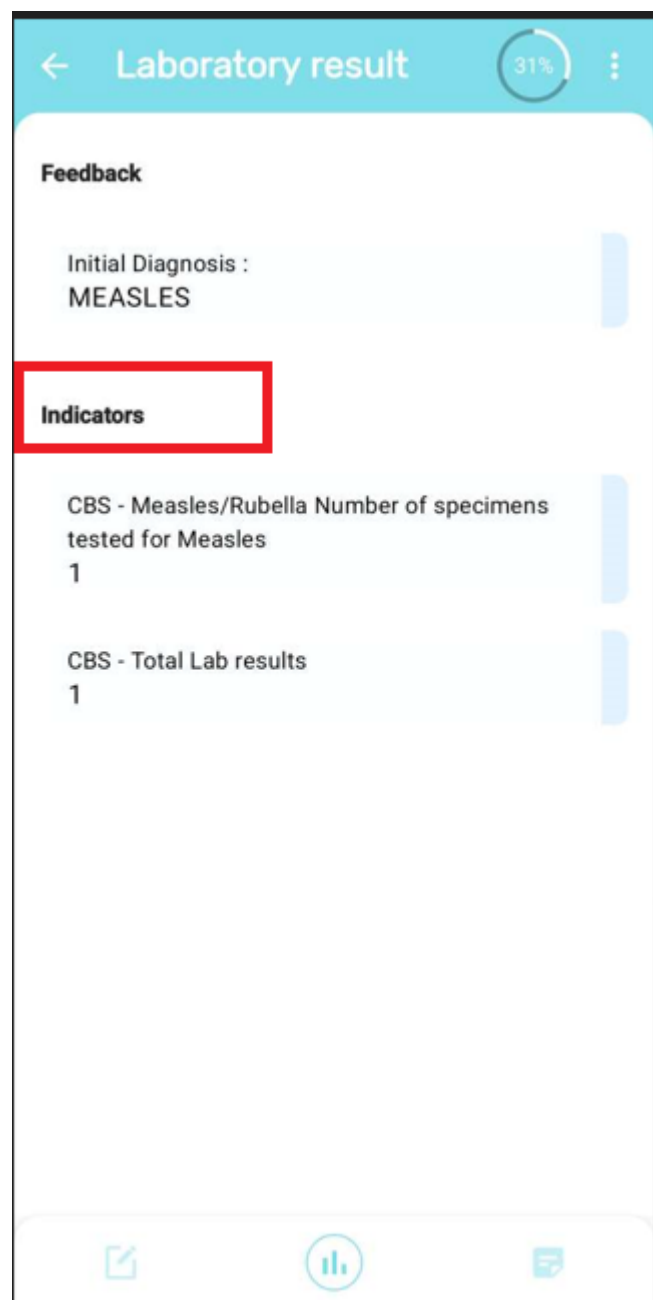 Laboratory result
31%
Feedback
Initial Diagnosis :
MEASLES
Indicators
CBS - Measles/Rubella Number of specimens
tested for Measles
1
CBS - Total Lab results
1